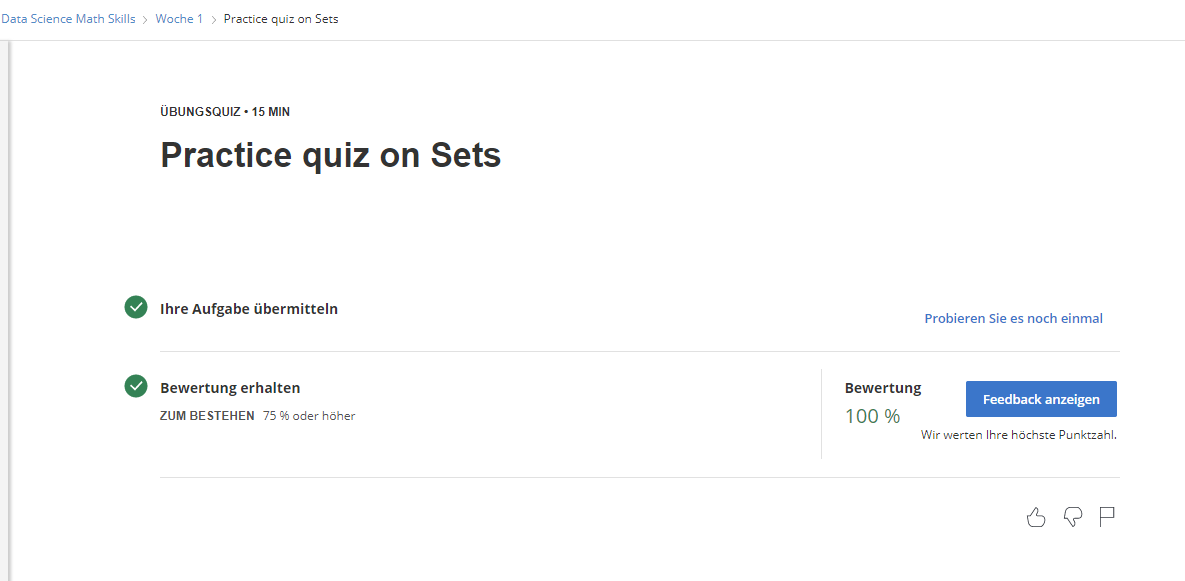 Data Science Math Skills > Woche 1 > Practice quiz on Sets
ÜBUNGSQUIZ • 15 MIN
Practice quiz on Sets
Ihre Aufgabe übermitteln
Probieren Sie es noch einmal
Bewertung erhalten
ZUM BESTEHEN 75 % oder höher
Bewertung
100 %
Feedback anzeigen
Wir werten Ihre höchste Punktzahl.